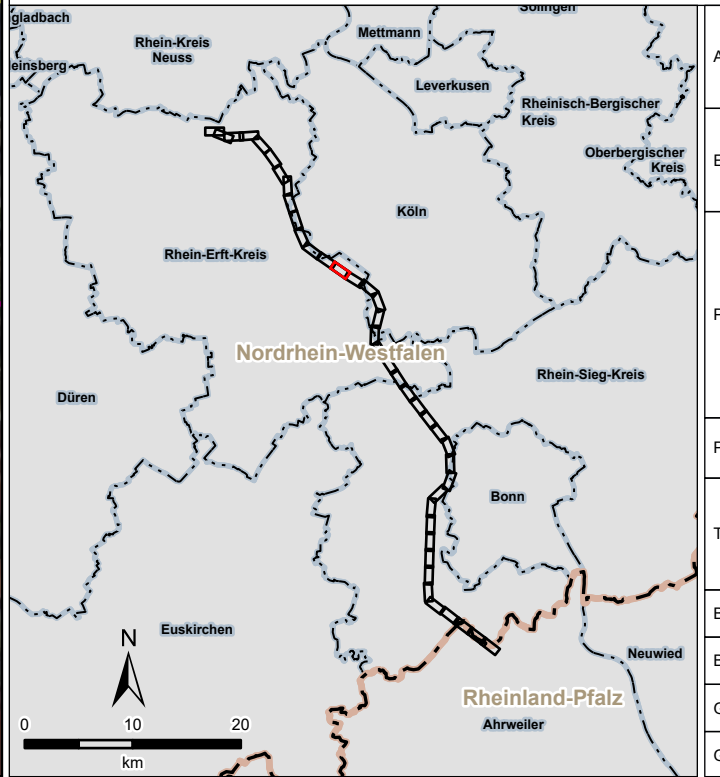 gladbach
Solingen
Mettmann
Rhein-Kreis
Neuss
einsberg
Leverkusen
Rheinisch-Bergischer
Kreis
Oberbergischer
Kreis
Köln
Rhein-Erft-Kreis
Nordrhein-Westfalen
Rhein-Sieg-Kreis
Düren
Bonn
Euskirchen
N
Neuwied
Rheinland-Pfalz
Ahrweiler
0 10 20
km